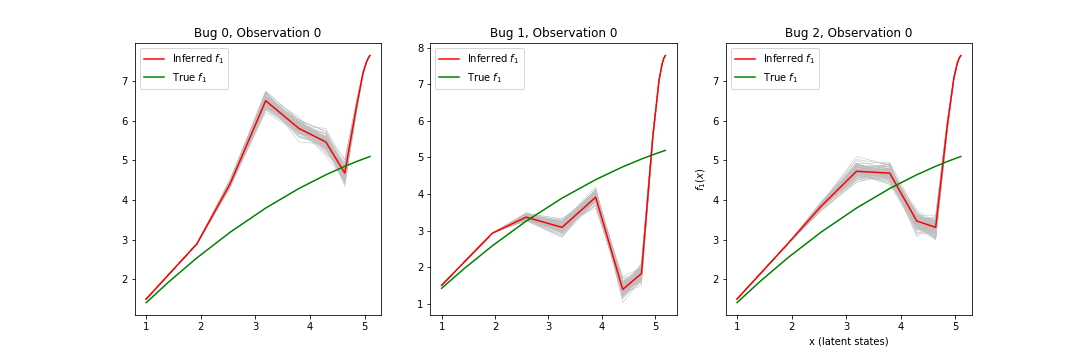 Bug 0, Observation 0
Inferred f₁
True f₁
7
6
5
4
3
2
1 2 3 4 5
Bug 1, Observation 0
Inferred f₁
True f₁
8
7
6
5
4
3
2
1
1 2 3 4 5
Bug 2, Observation 0
Inferred f₁
True f₁
f₁(x)
7
6
5
4
3
2
1 2 3 4 5
x (latent states)